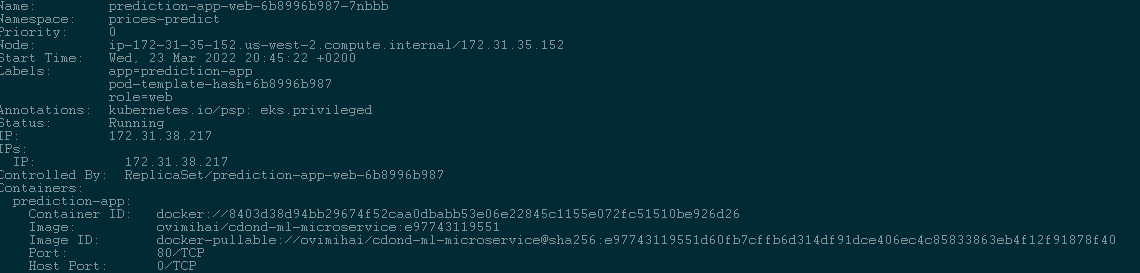 Name:         prediction-app-web-6b8996b987-7nbbb
Namespace:    prices-predict
Priority:     0
Node:         ip-172-31-35-152.us-west-2.compute.internal/172.31.35.152
Start Time:   Wed, 23 Mar 2022 20:45:22 +0200
Labels:       app=prediction-app
              pod-template-hash=6b8996b987
              role=web
Annotations:  kubernetes.io/psp: eks.privileged
Status:       Running
IP:           172.31.38.217
IPs:
  IP:           172.31.38.217
Controlled By:  ReplicaSet/prediction-app-web-6b8996b987
Containers:
  prediction-app:
    Container ID:   docker://8403d38d94bb29674f52caa0dbabb53e06e22845c1155e072fc51510be926d26
    Image:          ovimihai/cdond-ml-microservice:e97743119551
    Image ID:       docker-pullable://ovimihai/cdond-ml-microservice@sha256:e97743119551d60fb7cffb6d314df91dce406ec4c85833863eb4f12f91878f40
    Port:           80/TCP
    Host Port:      0/TCP